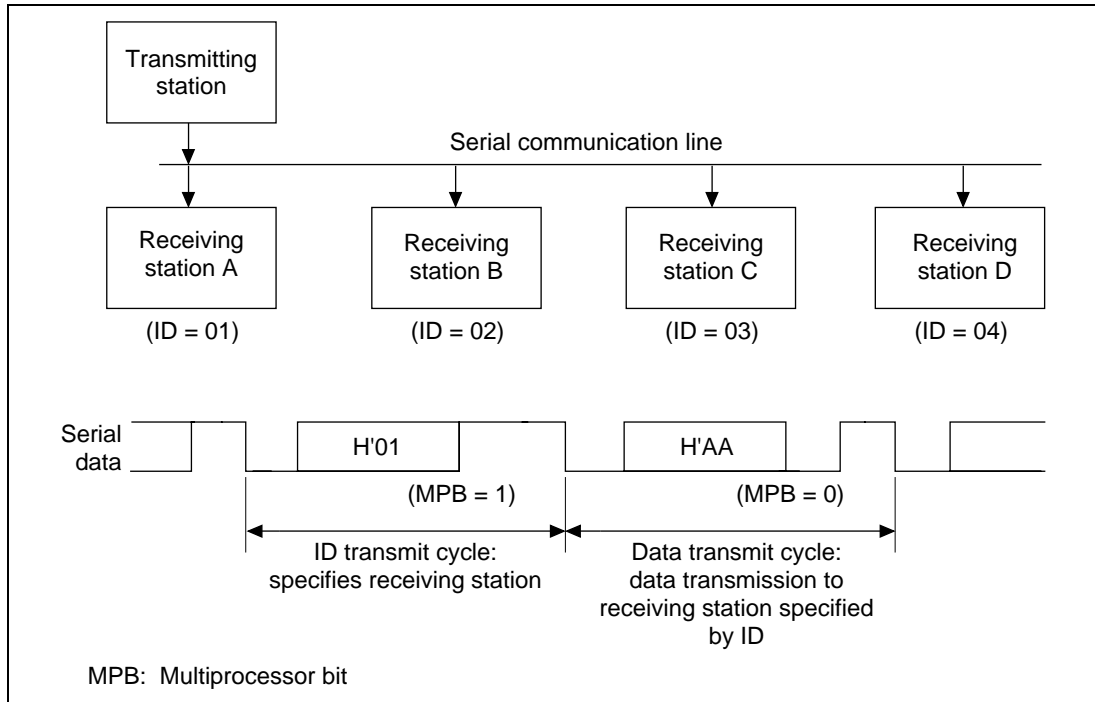 Transmitting
station
Serial communication line
Receiving
station A
Receiving
station B
Receiving
station C
Receiving
station D
(ID = 01)
(ID = 02)
(ID = 03)
(ID = 04)
Serial
data
H'01
H'AA
(MPB = 1)
(MPB = 0)
ID transmit cycle:
specifies receiving station
Data transmit cycle:
data transmission to
receiving station specified
by ID
MPB: Multiprocessor bit